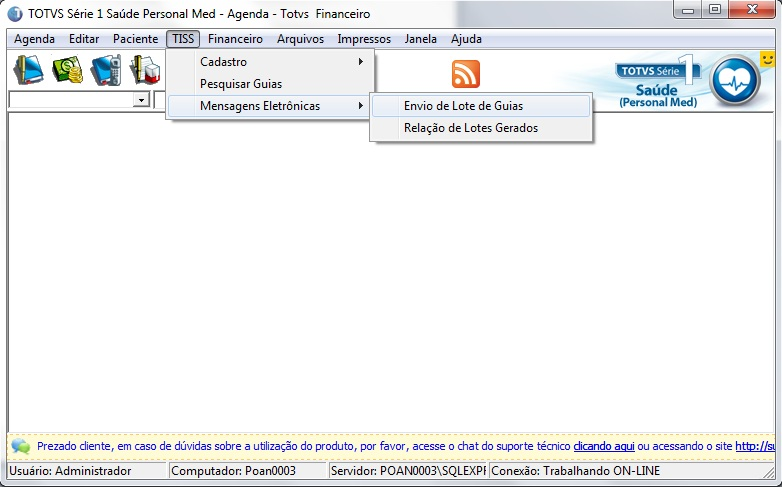 TOTVS Série 1 Saúde Personal Med - Agenda - Totvs  Financeiro
Agenda Editar Paciente TISS Financeiro Arquivos Impressos Janela Ajuda
Cadastro
Pesquisar Guias
Mensagens Eletrônicas
Envio de Lote de Guias
Relação de Lotes Gerados
TOTVS Série 1
Saúde
(Personal Med)
Prezado cliente, em caso de dúvidas sobre a utilização do produto, por favor, acesse o chat do suporte técnico clicando aqui ou acessando o site http://su
Usuário: Administrador Computador: Poan0003 Servidor: POAN0003\SQLEXPR Conexão: Trabalhando ON-LINE